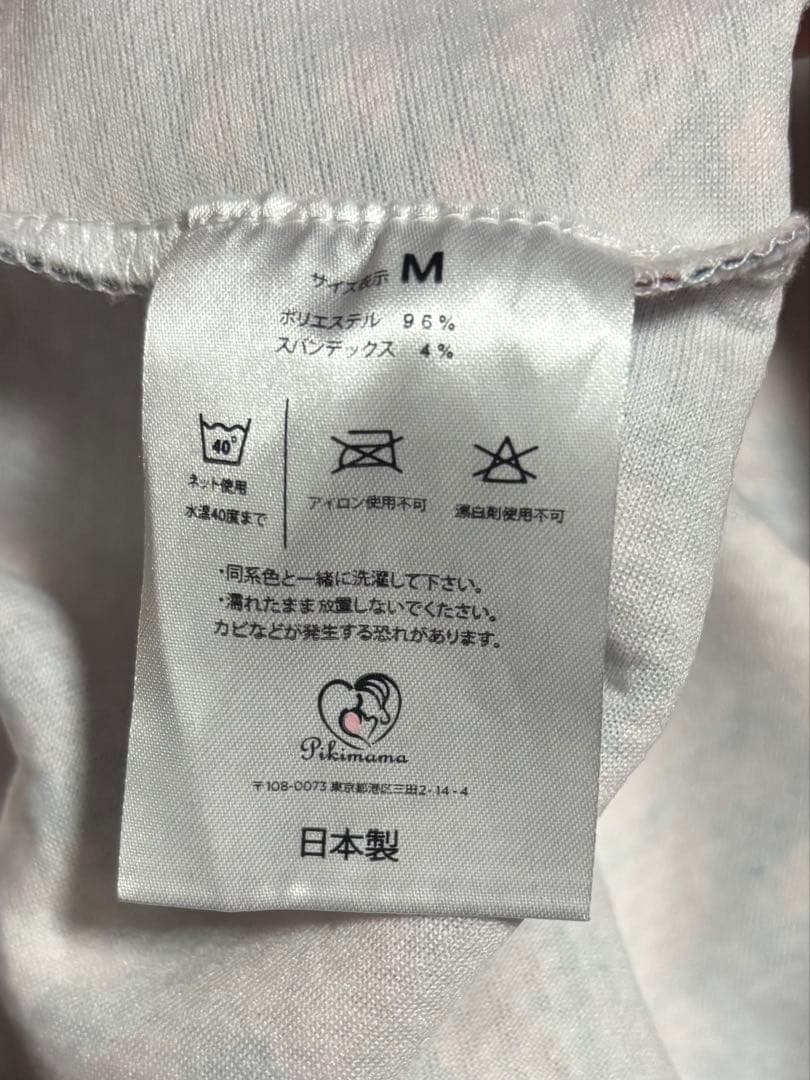 サイズ表示 M
ポリエステル 96%
スパンデックス 4%
40°
ネット使用
水温40度まで
アイロン使用不可
漂白剤使用不可
・同系色と一緒に洗濯して下さい。
・濡れたまま放置しないでください。
カビなどが発生する恐れがあります。
Pikimama
〒108-0073 東京都港区三田2-14-4
日本製